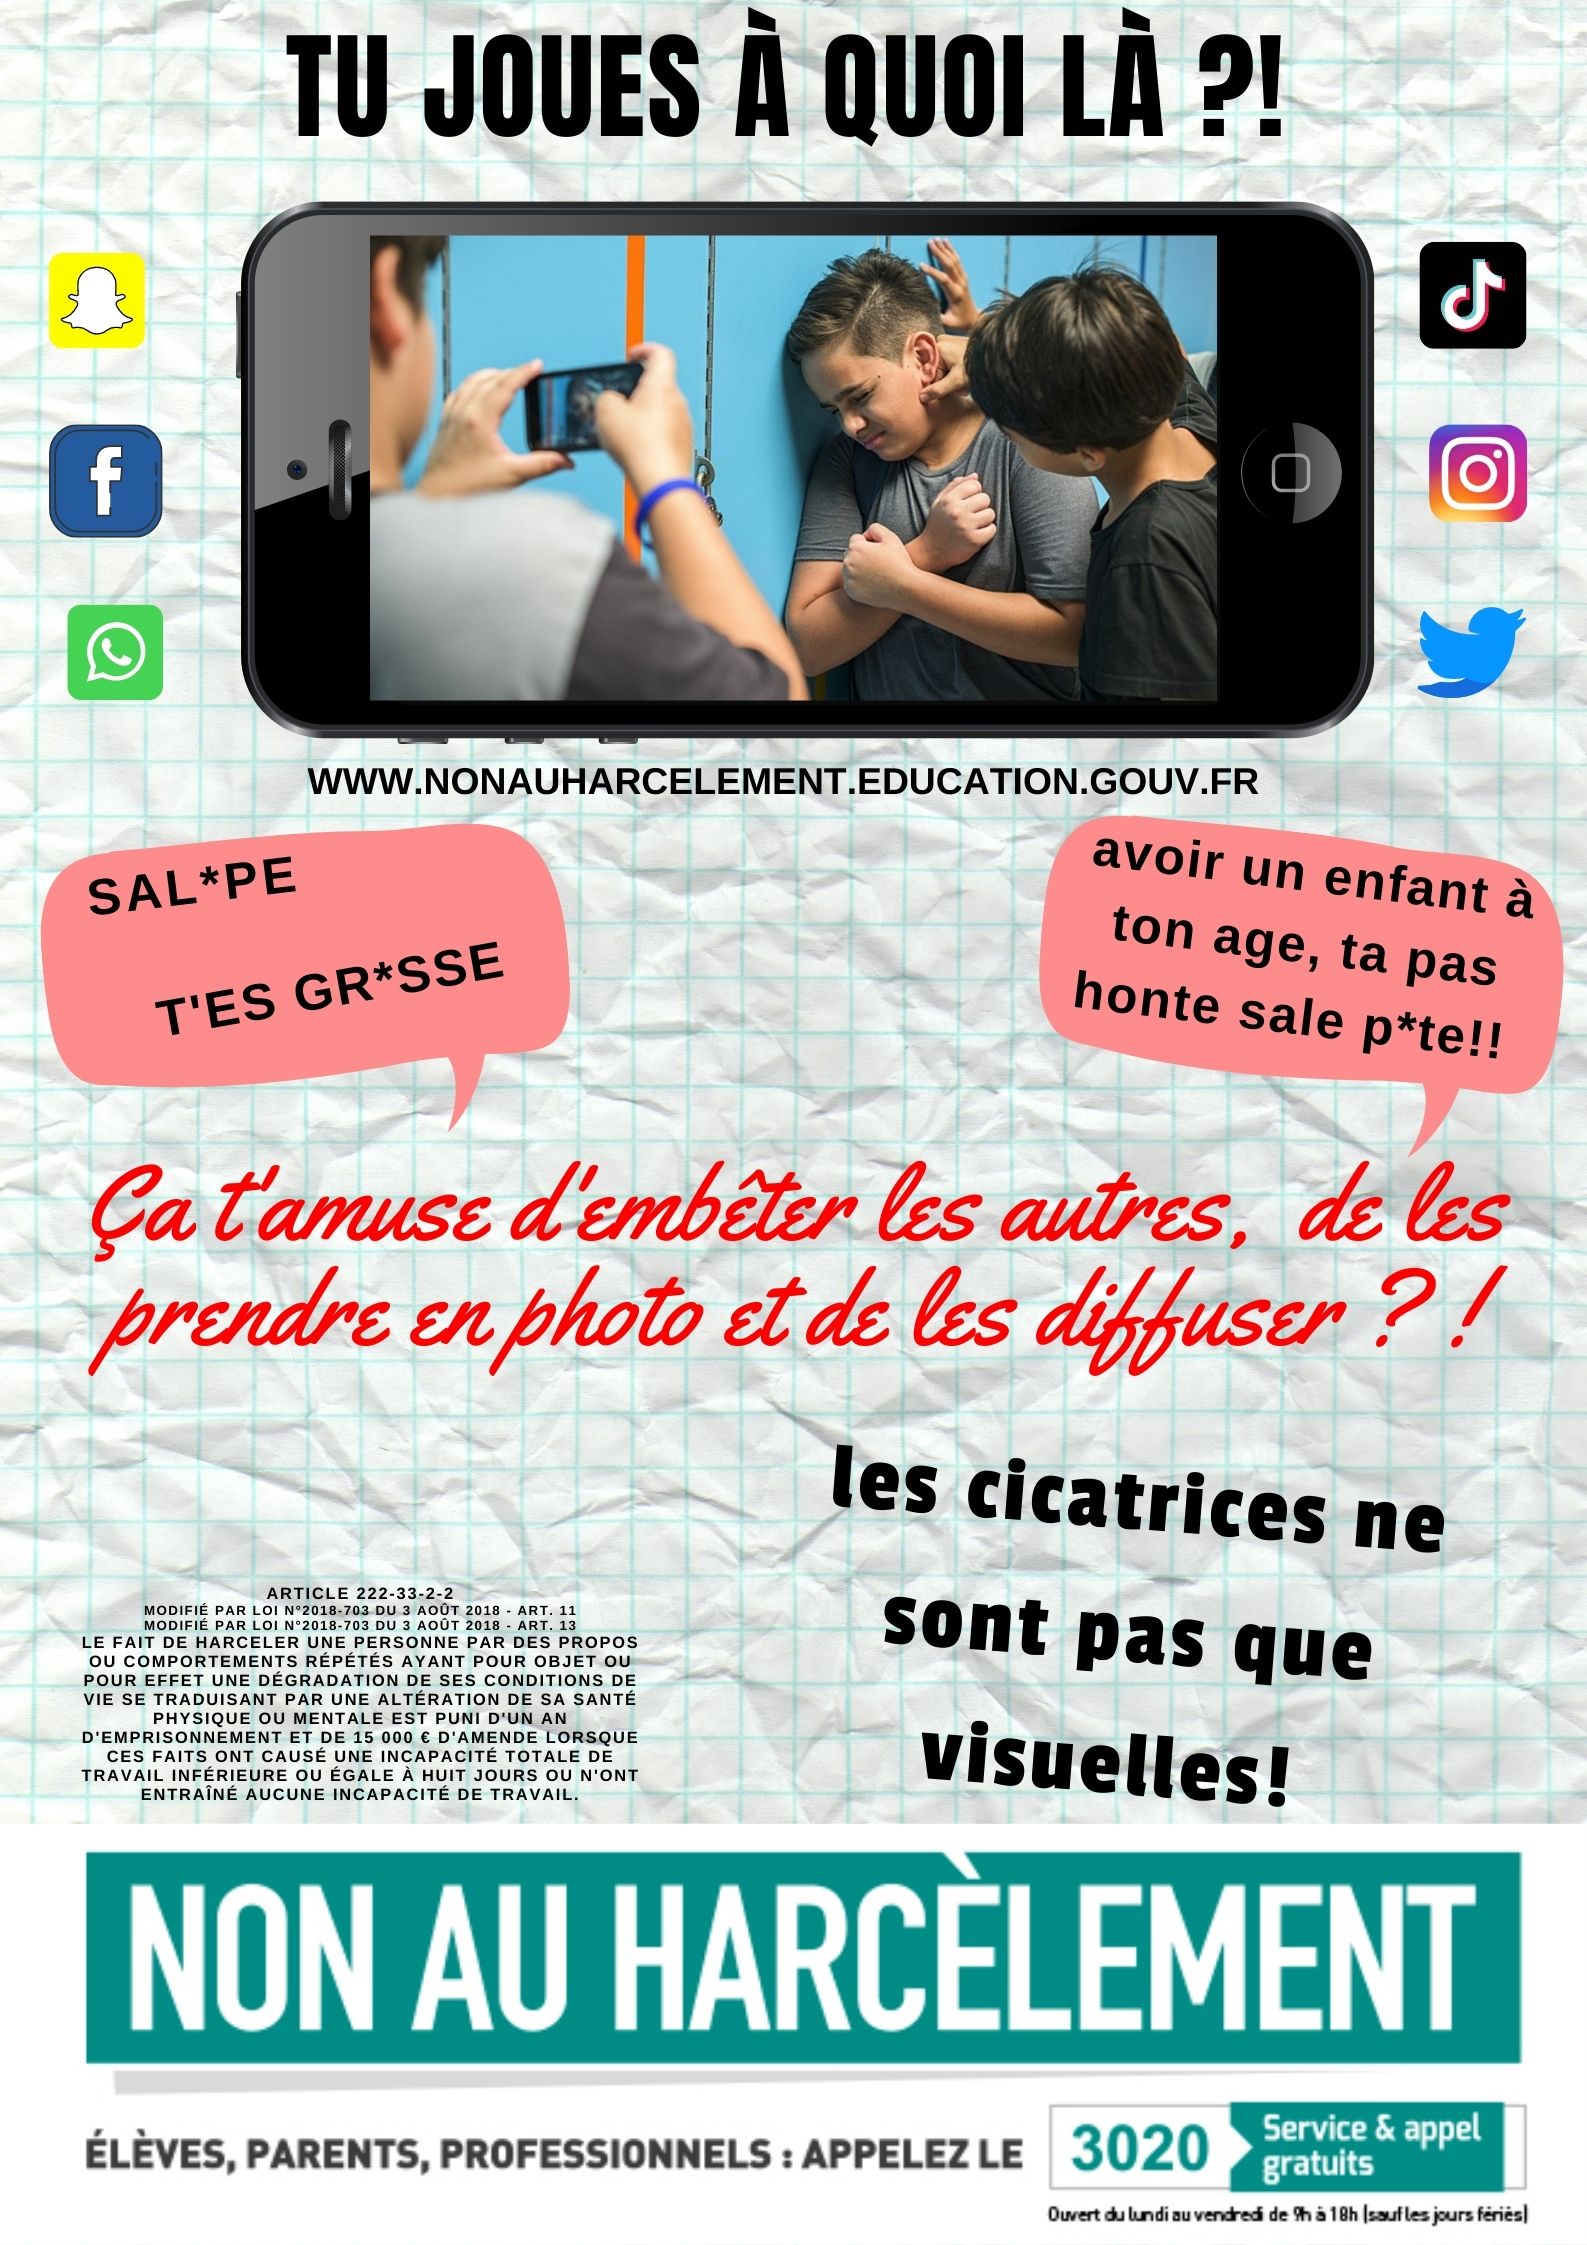 TU JOUES À QUOI LÀ ?!
WWW.NONAUHARCELEMENT.EDUCATION.GOUV.FR
SAL*PE
T'ES GR*SSE
avoir un enfant à
ton age, ta pas
honte sale p*te!!
Ça t'amuse d'embêter les autres, de les
prendre en photo et de les diffuser ? !
les cicatrices ne
sont pas que
visuelles!
ARTICLE 222-33-2-2
MODIFIÉ PAR LOI N°2018-703 DU 3 AOÛT 2018 - ART. 11
MODIFIÉ PAR LOI N°2018-703 DU 3 AOÛT 2018 - ART. 13
LE FAIT DE HARCELER UNE PERSONNE PAR DES PROPOS
OU COMPORTEMENTS RÉPÉTÉS AYANT POUR OBJET OU
POUR EFFET UNE DÉGRADATION DE SES CONDITIONS DE
VIE SE TRADUISANT PAR UNE ALTÉRATION DE SA SANTÉ
PHYSIQUE OU MENTALE EST PUNI D'UN AN
D'EMPRISONNEMENT ET DE 15 000 € D'AMENDE LORSQUE
CES FAITS ONT CAUSÉ UNE INCAPACITÉ TOTALE DE
TRAVAIL INFÉRIEURE OU ÉGALE À HUIT JOURS OU N'ONT
ENTRAÎNÉ AUCUNE INCAPACITÉ DE TRAVAIL.
NON AU HARCÈLEMENT
ÉLÈVES, PARENTS, PROFESSIONNELS : APPELEZ LE
3020
Service & appel
gratuits
Ouvert du lundi au vendredi de 9h à 18h (sauf les jours fériés)